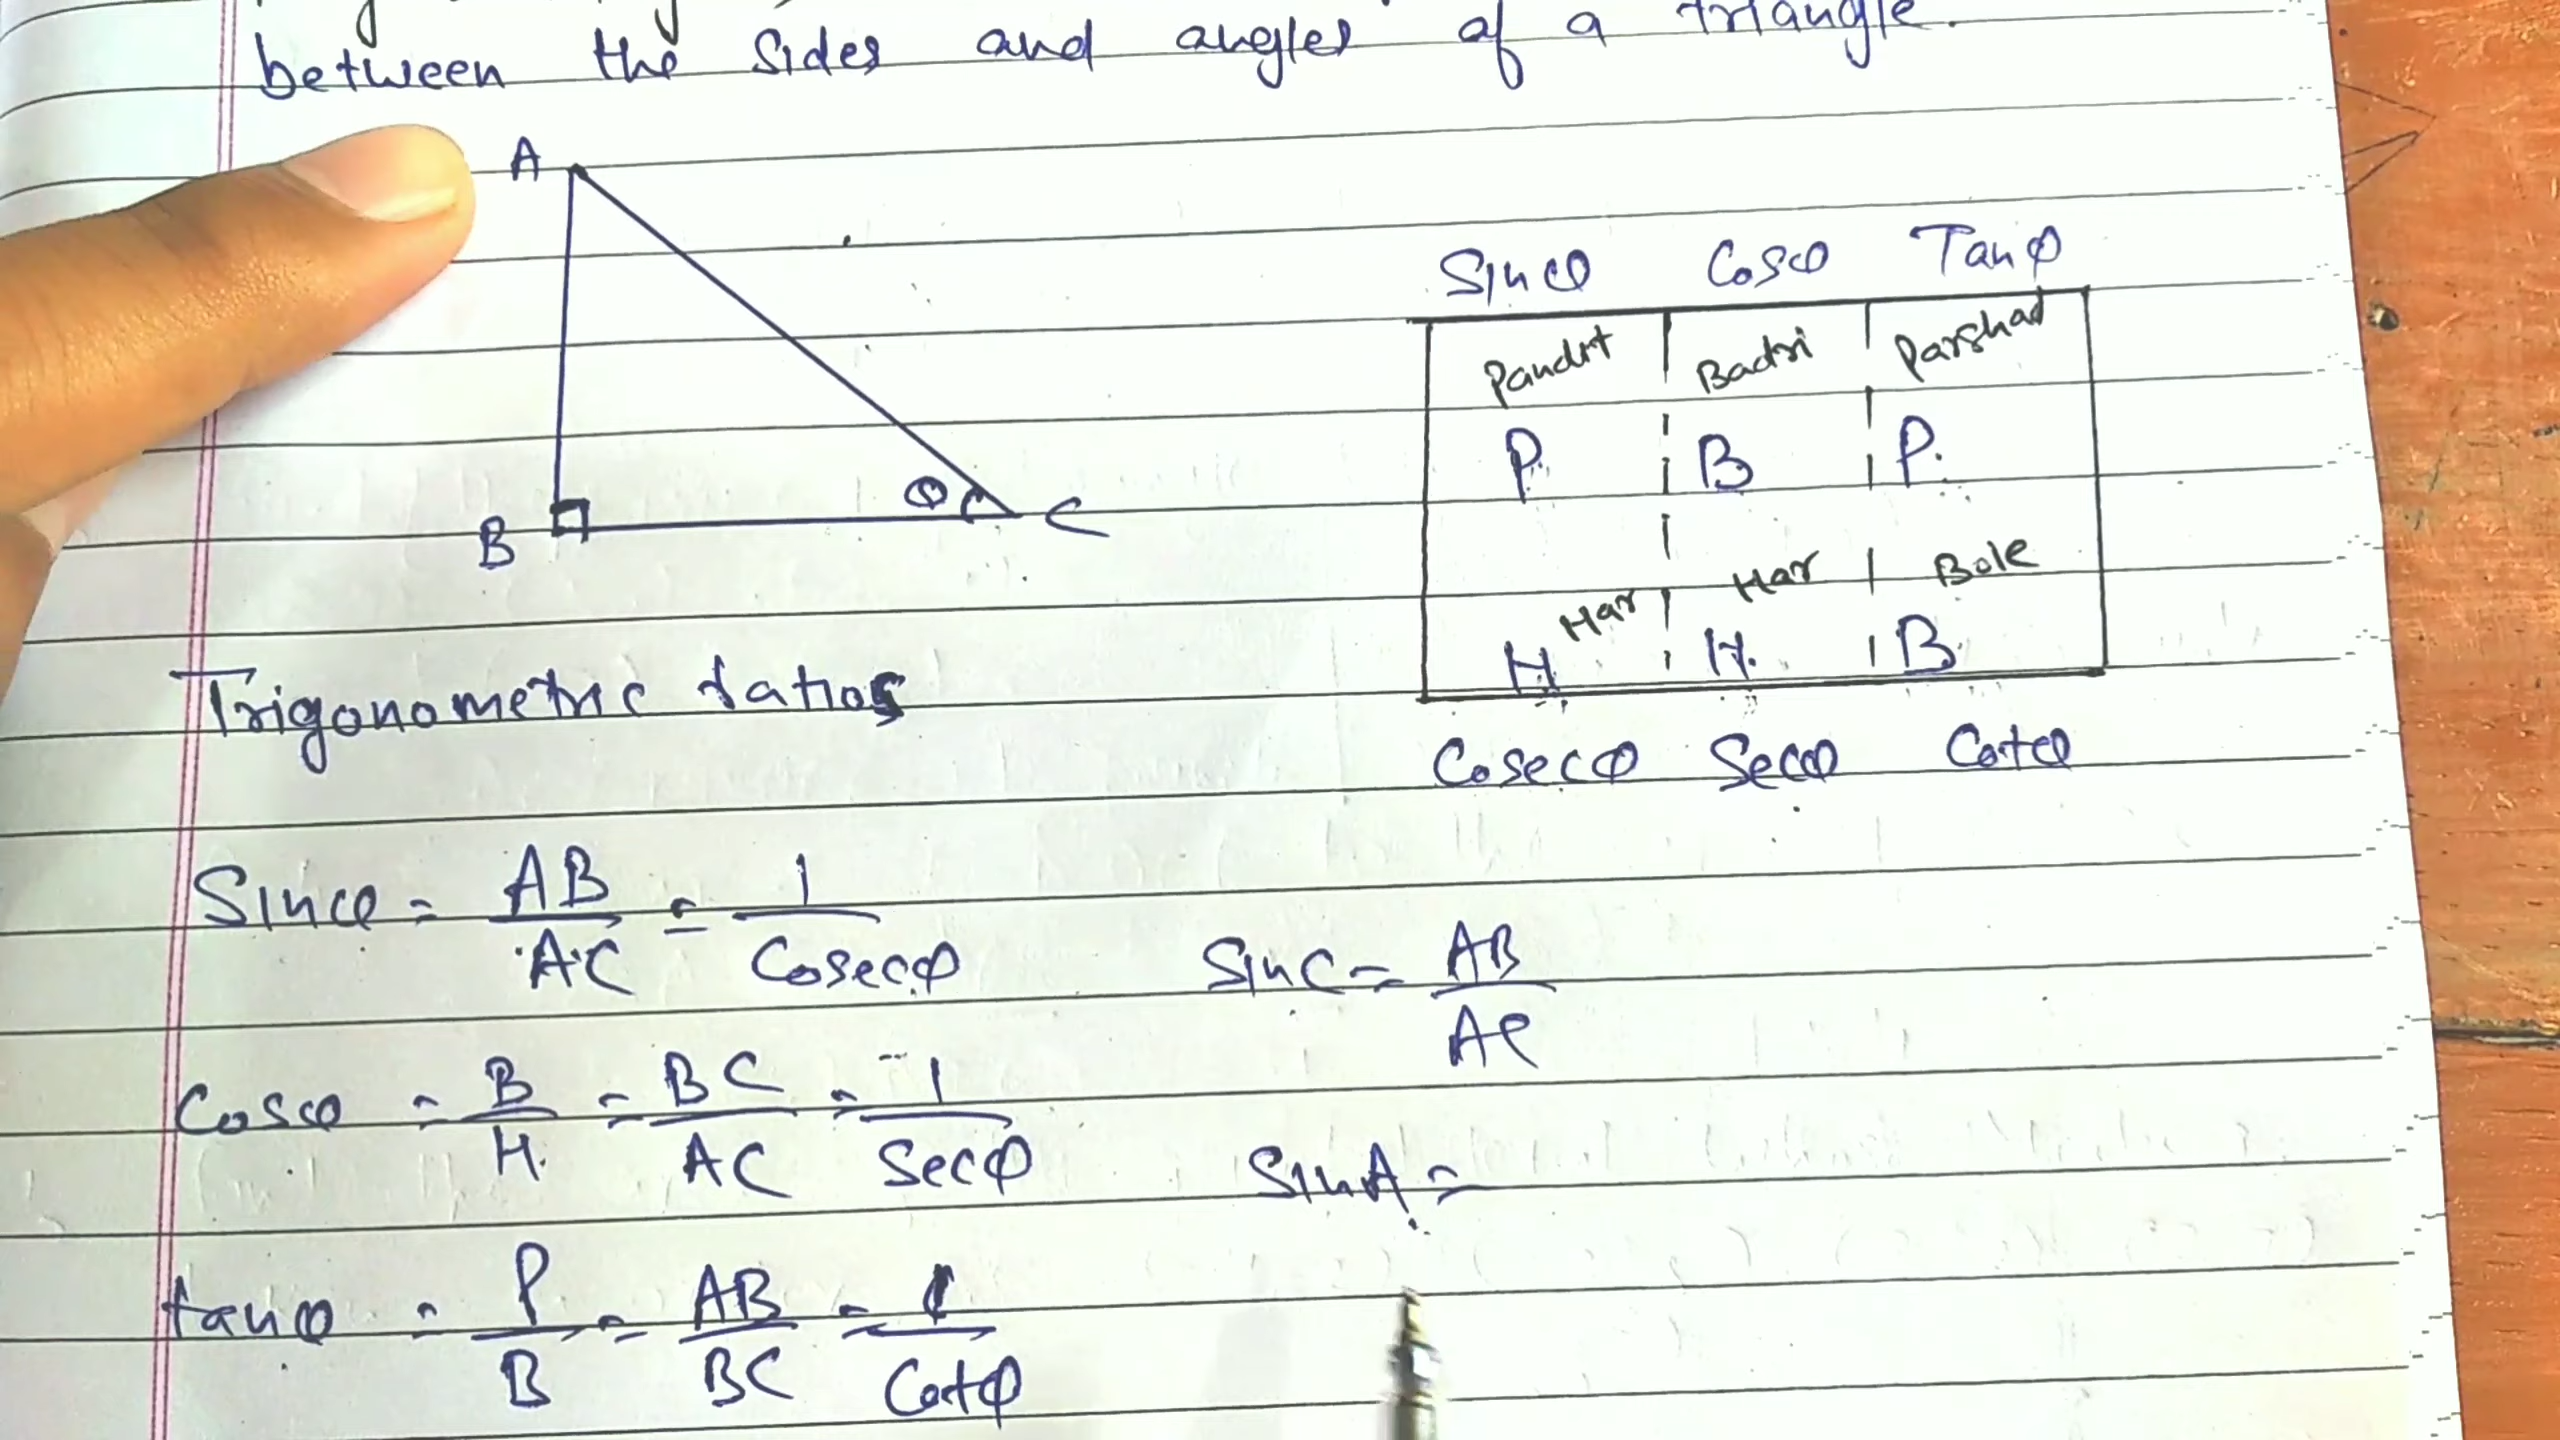 between the sides and angles of a triangle.
A
B
θ
C
Sinθ Cosθ Tanθ
Pandit Badri Parshad
P B P
Har Har Bole
H H B
Cosecθ Secθ Cotθ
Trigonometric ratios
Sinθ = AB/AC = 1/Cosecθ
SinC = AB/AC
Cosθ = B/H = BC/AC = 1/Secθ
SinA =
tanθ = P/B = AB/BC = 1/Cotθ